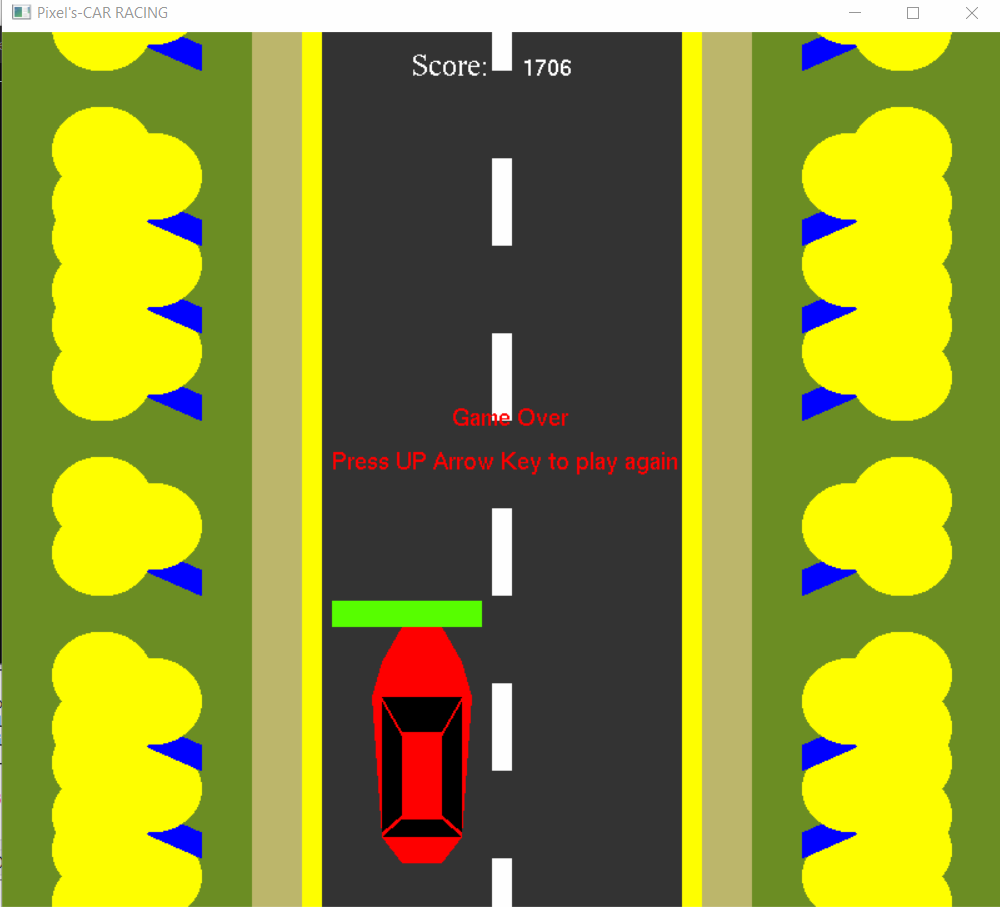 Pixel's-CAR RACING
Score: 1706
Game Over
Press UP Arrow Key to play again